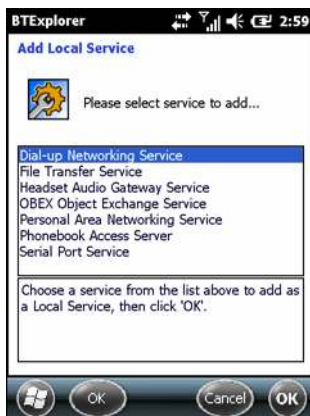 BTExplorer 2:59
Add Local Service
Please select service to add...
Dial-up Networking Service
File Transfer Service
Headset Audio Gateway Service
OBEX Object Exchange Service
Personal Area Networking Service
Phonebook Access Server
Serial Port Service
Choose a service from the list above to add as
a Local Service, then click 'OK'.
OK Cancel OK